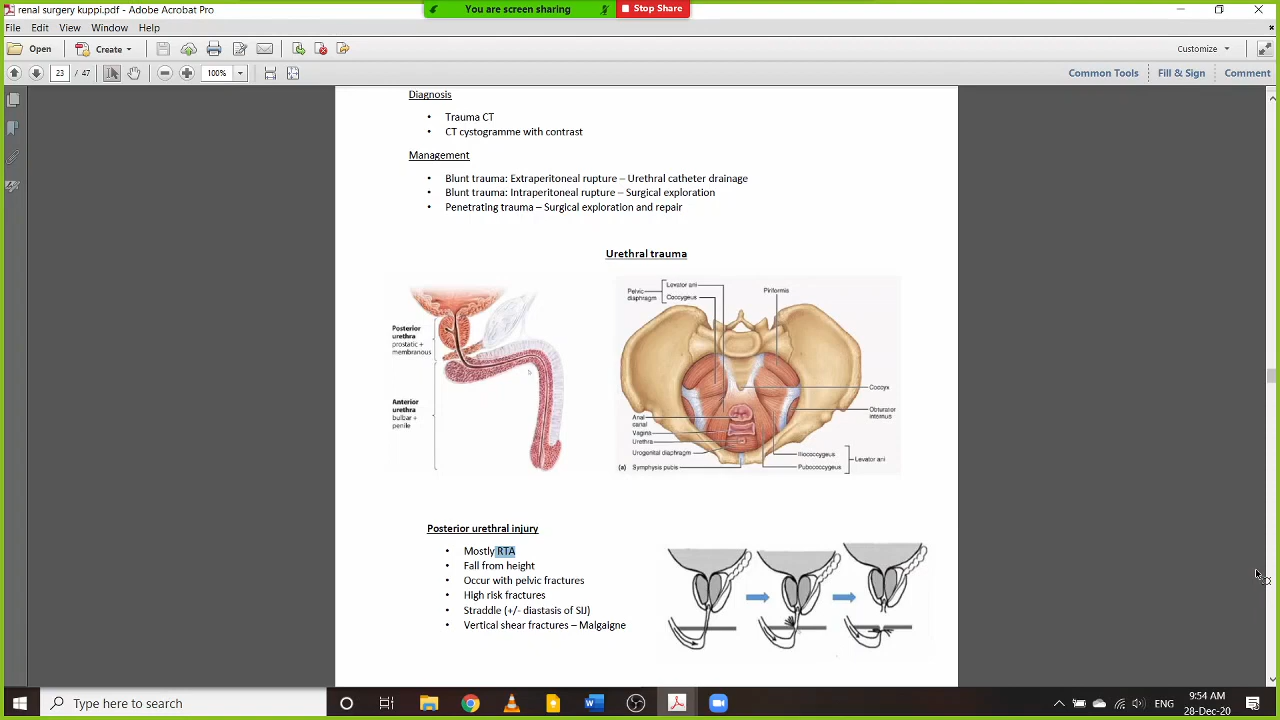 renal surgery kuppi.pdf - Adobe Acrobat Pro
You are screen sharing
Stop Share
File Edit View Window Help
Open Create Customize
23 / 47 100% Common Tools Fill & Sign Comment
Diagnosis
• Trauma CT
• CT cystogramme with contrast
Management
• Blunt trauma: Extraperitoneal rupture – Urethral catheter drainage
• Blunt trauma: Intraperitoneal rupture – Surgical exploration
• Penetrating trauma – Surgical exploration and repair
Urethral trauma
Posterior
urethra
prostatic +
membranous
Anterior
urethra
bulbar +
penile
Pelvic
diaphragm
Levator ani
Coccygeus
Piriformis
Coccyx
Obturator
internus
Anal
canal
Vagina
Urethra
Urogenital diaphragm
(a) Symphysis pubis
Iliococcygeus
Pubococcygeus
Levator ani
Posterior urethral injury
• Mostly RTA
• Fall from height
• Occur with pelvic fractures
• High risk fractures
• Straddle (+/- diastasis of SIJ)
• Vertical shear fractures – Malgaigne
Type here to search
ENG
9:54 AM
28-Dec-20